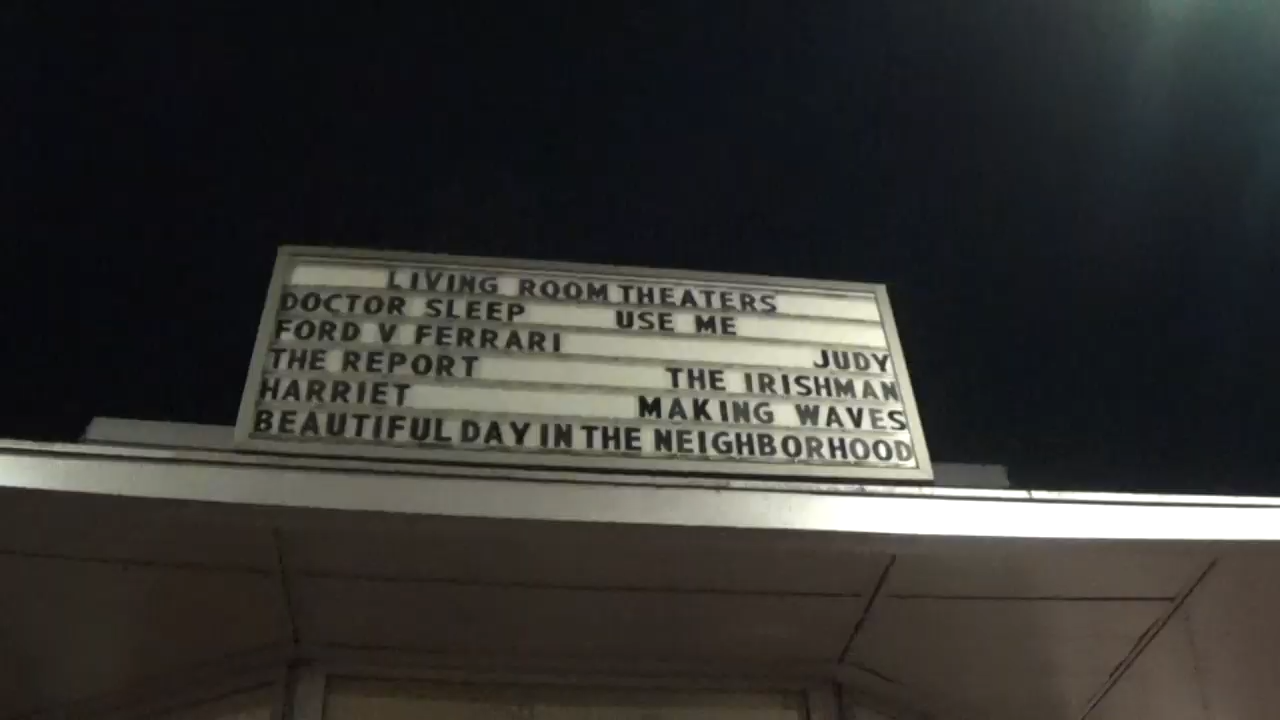 LIVING ROOM THEATERS
DOCTOR SLEEP USE ME
FORD V FERRARI JUDY
THE REPORT THE IRISHMAN
HARRIET MAKING WAVES
BEAUTIFUL DAY IN THE NEIGHBORHOOD